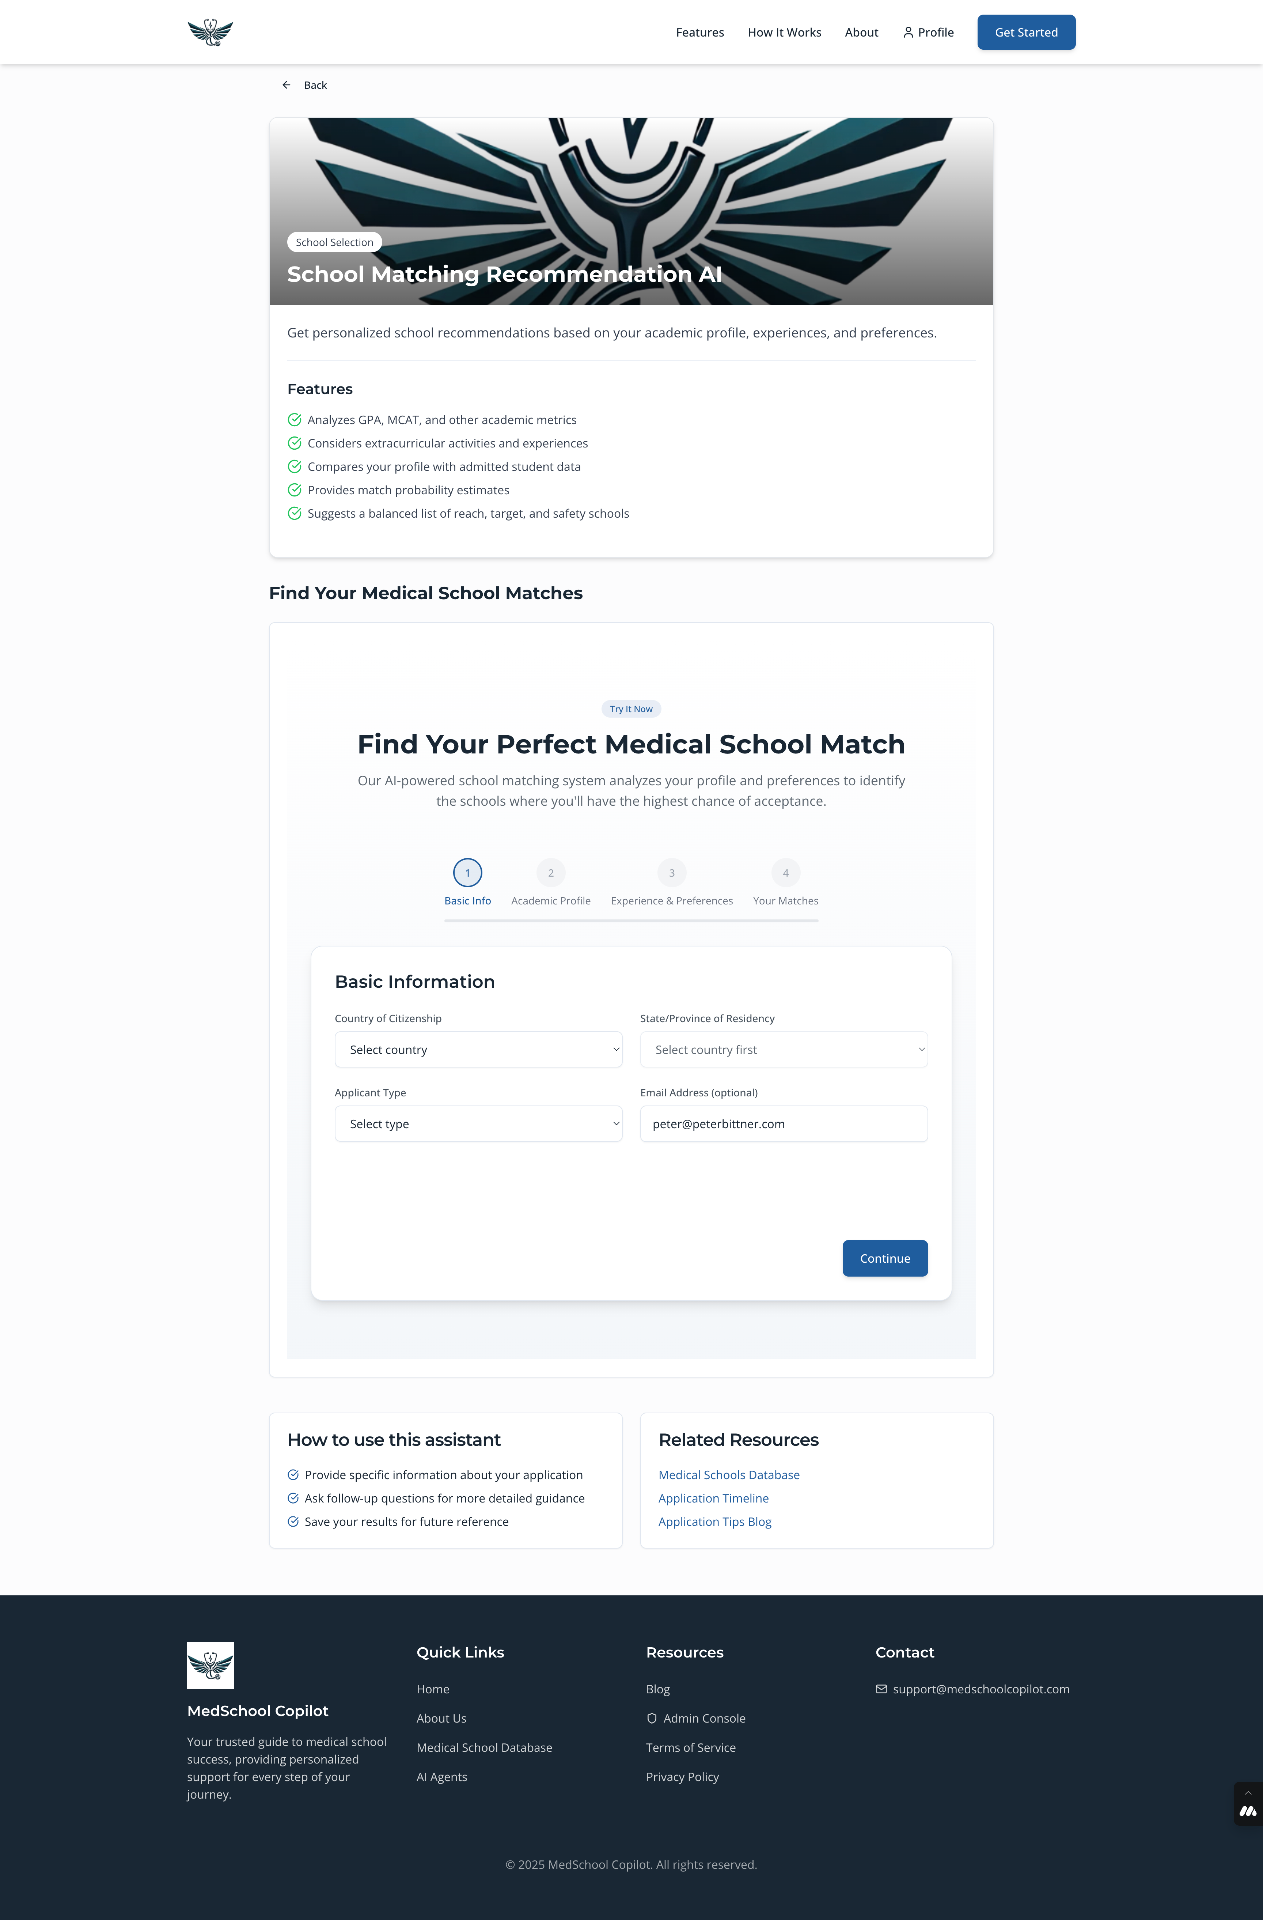 Features
How It Works
About
Profile
Get Started
Back
School Selection
School Matching Recommendation AI
Get personalized school recommendations based on your academic profile, experiences, and preferences.
Features
Analyzes GPA, MCAT, and other academic metrics
Considers extracurricular activities and experiences
Compares your profile with admitted student data
Provides match probability estimates
Suggests a balanced list of reach, target, and safety schools
Find Your Medical School Matches
Try It Now
Find Your Perfect Medical School Match
Our AI-powered school matching system analyzes your profile and preferences to identify
the schools where you'll have the highest chance of acceptance.
1
2
3
4
Basic Info
Academic Profile
Experience & Preferences
Your Matches
Basic Information
Country of Citizenship
Select country
State/Province of Residency
Select country first
Applicant Type
Select type
Email Address (optional)
peter@peterbittner.com
Continue
How to use this assistant
Provide specific information about your application
Ask follow-up questions for more detailed guidance
Save your results for future reference
Related Resources
Medical Schools Database
Application Timeline
Application Tips Blog
MedSchool Copilot
Your trusted guide to medical school
success, providing personalized
support for every step of your
journey.
Quick Links
Home
About Us
Medical School Database
AI Agents
Resources
Blog
Admin Console
Terms of Service
Privacy Policy
Contact
support@medschoolcopilot.com
© 2025 MedSchool Copilot. All rights reserved.